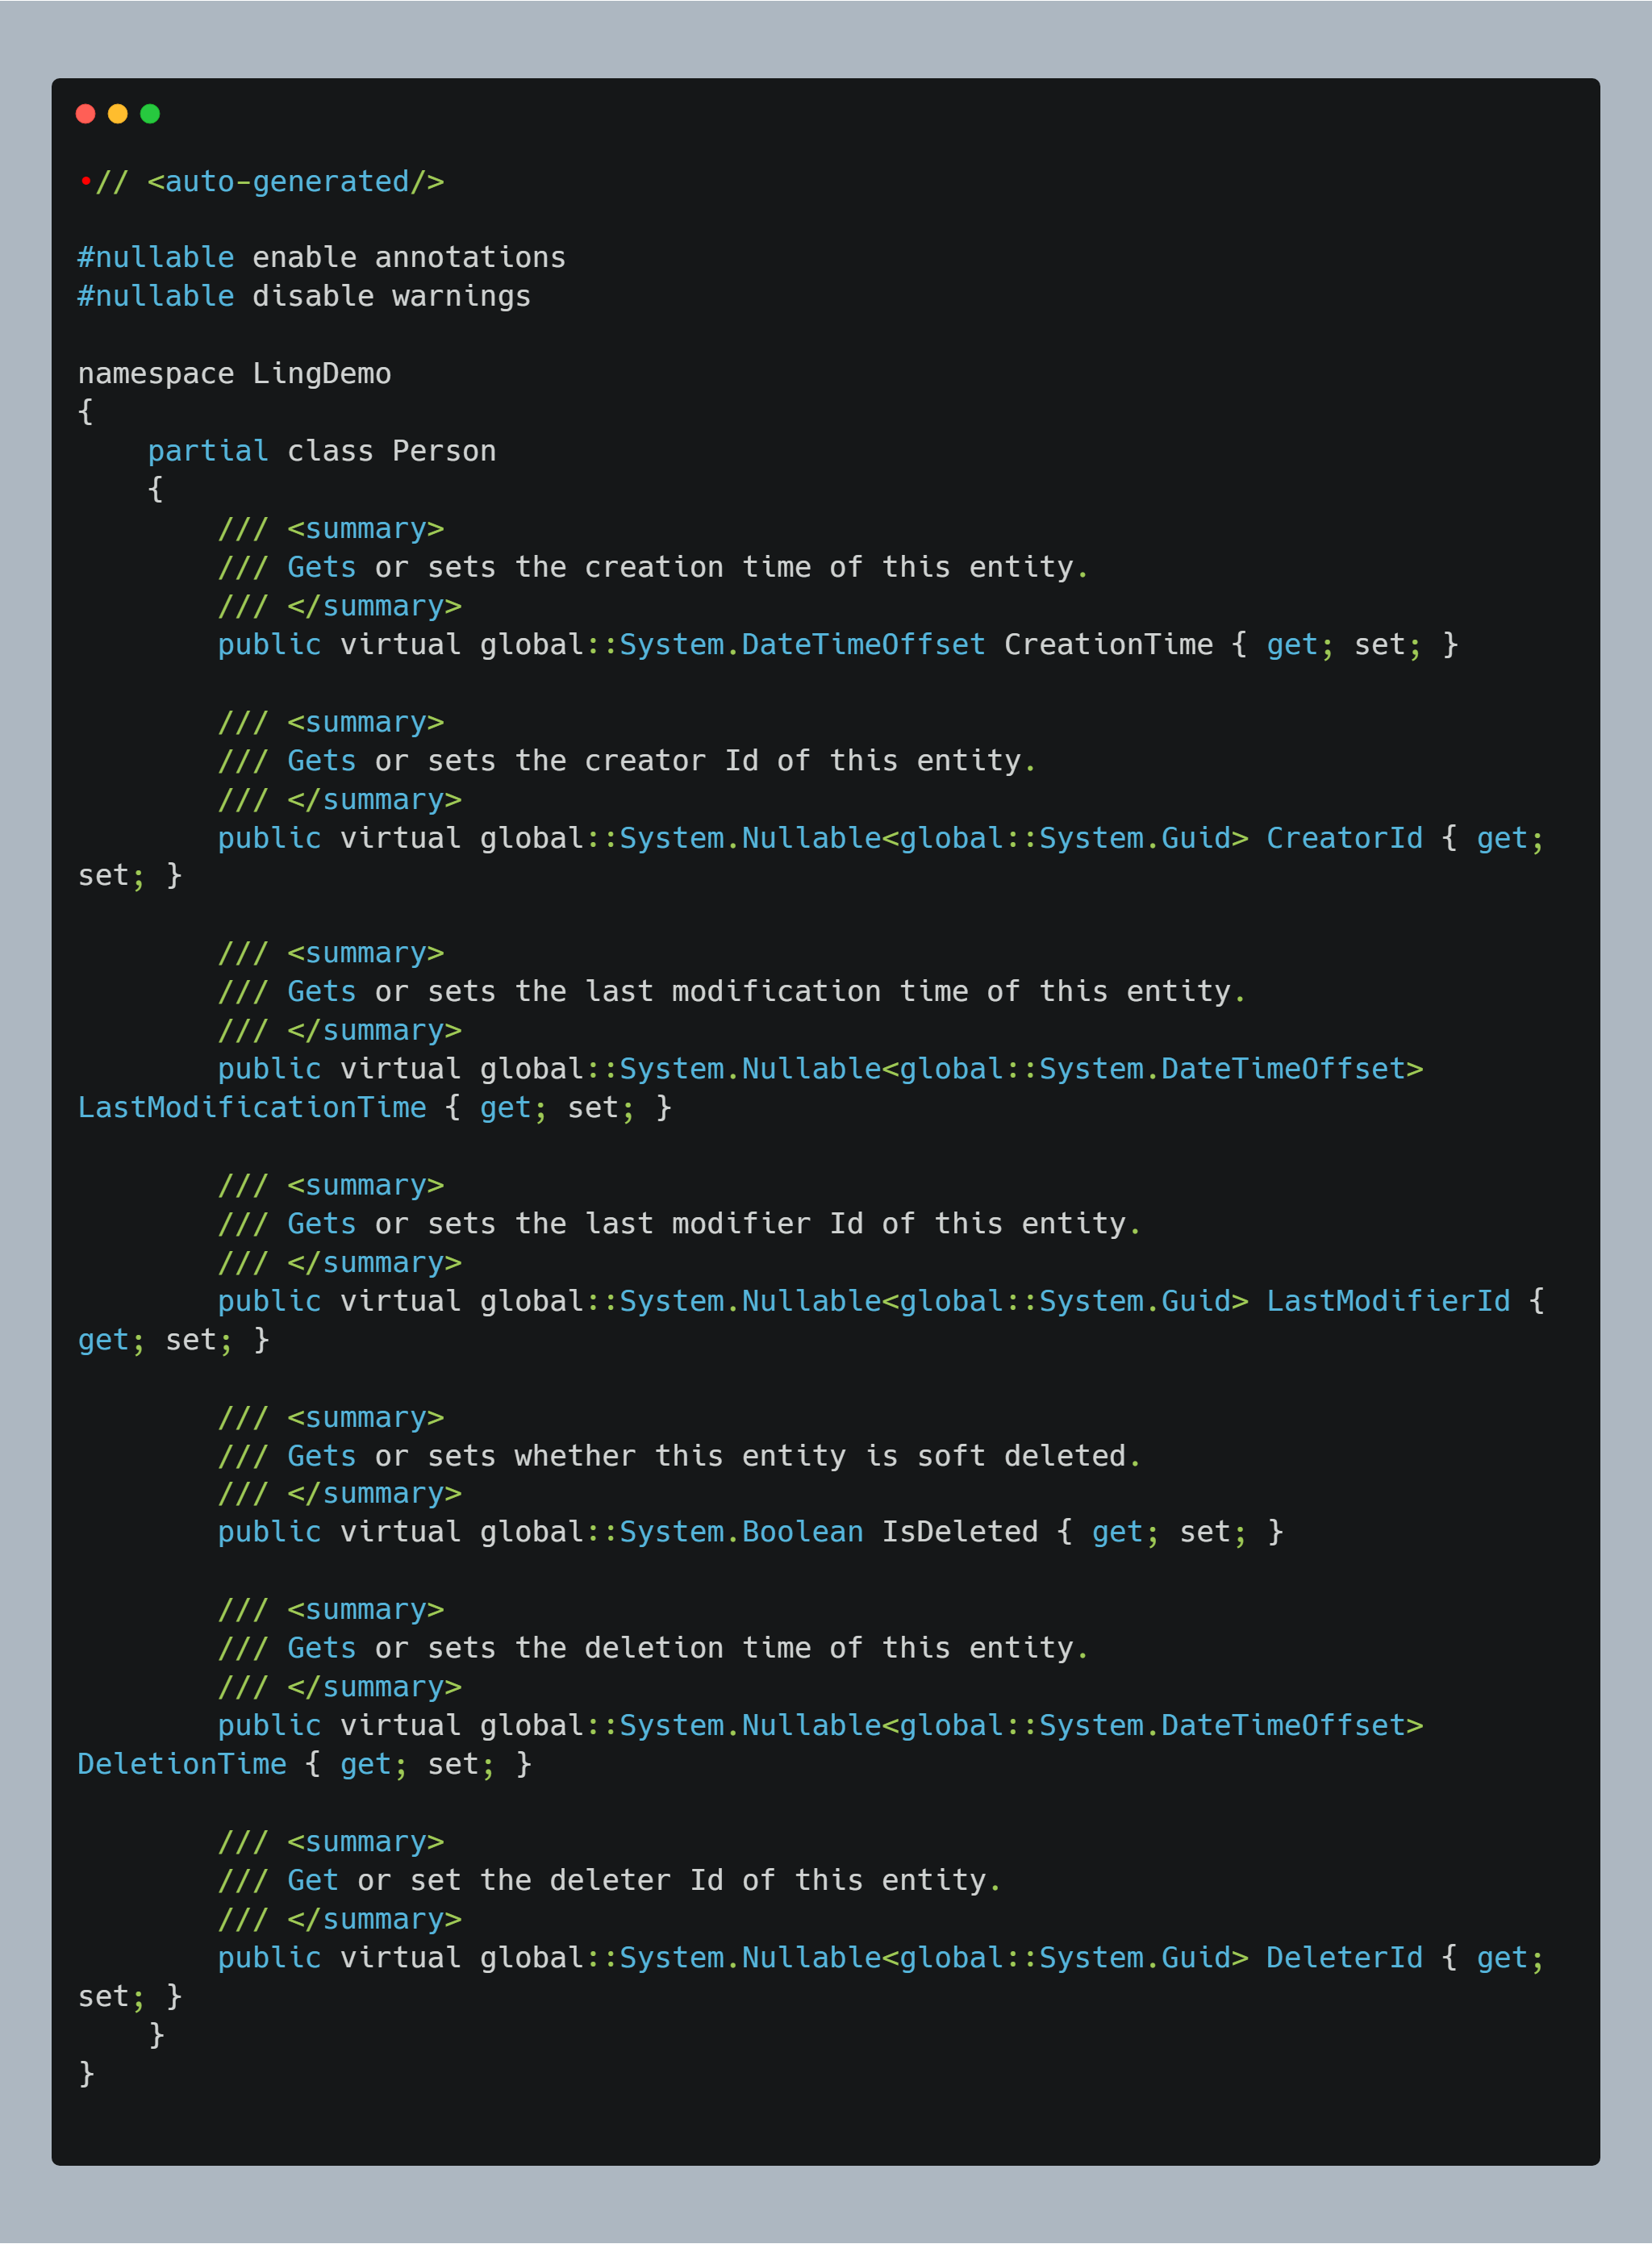 •// <auto-generated/>

#nullable enable annotations
#nullable disable warnings

namespace LingDemo
{
    partial class Person
    {
        /// <summary>
        /// Gets or sets the creation time of this entity.
        /// </summary>
        public virtual global::System.DateTimeOffset CreationTime { get; set; }

        /// <summary>
        /// Gets or sets the creator Id of this entity.
        /// </summary>
        public virtual global::System.Nullable<global::System.Guid> CreatorId { get;
set; }

        /// <summary>
        /// Gets or sets the last modification time of this entity.
        /// </summary>
        public virtual global::System.Nullable<global::System.DateTimeOffset>
LastModificationTime { get; set; }

        /// <summary>
        /// Gets or sets the last modifier Id of this entity.
        /// </summary>
        public virtual global::System.Nullable<global::System.Guid> LastModifierId {
get; set; }

        /// <summary>
        /// Gets or sets whether this entity is soft deleted.
        /// </summary>
        public virtual global::System.Boolean IsDeleted { get; set; }

        /// <summary>
        /// Gets or sets the deletion time of this entity.
        /// </summary>
        public virtual global::System.Nullable<global::System.DateTimeOffset>
DeletionTime { get; set; }

        /// <summary>
        /// Get or set the deleter Id of this entity.
        /// </summary>
        public virtual global::System.Nullable<global::System.Guid> DeleterId { get;
set; }
    }
}